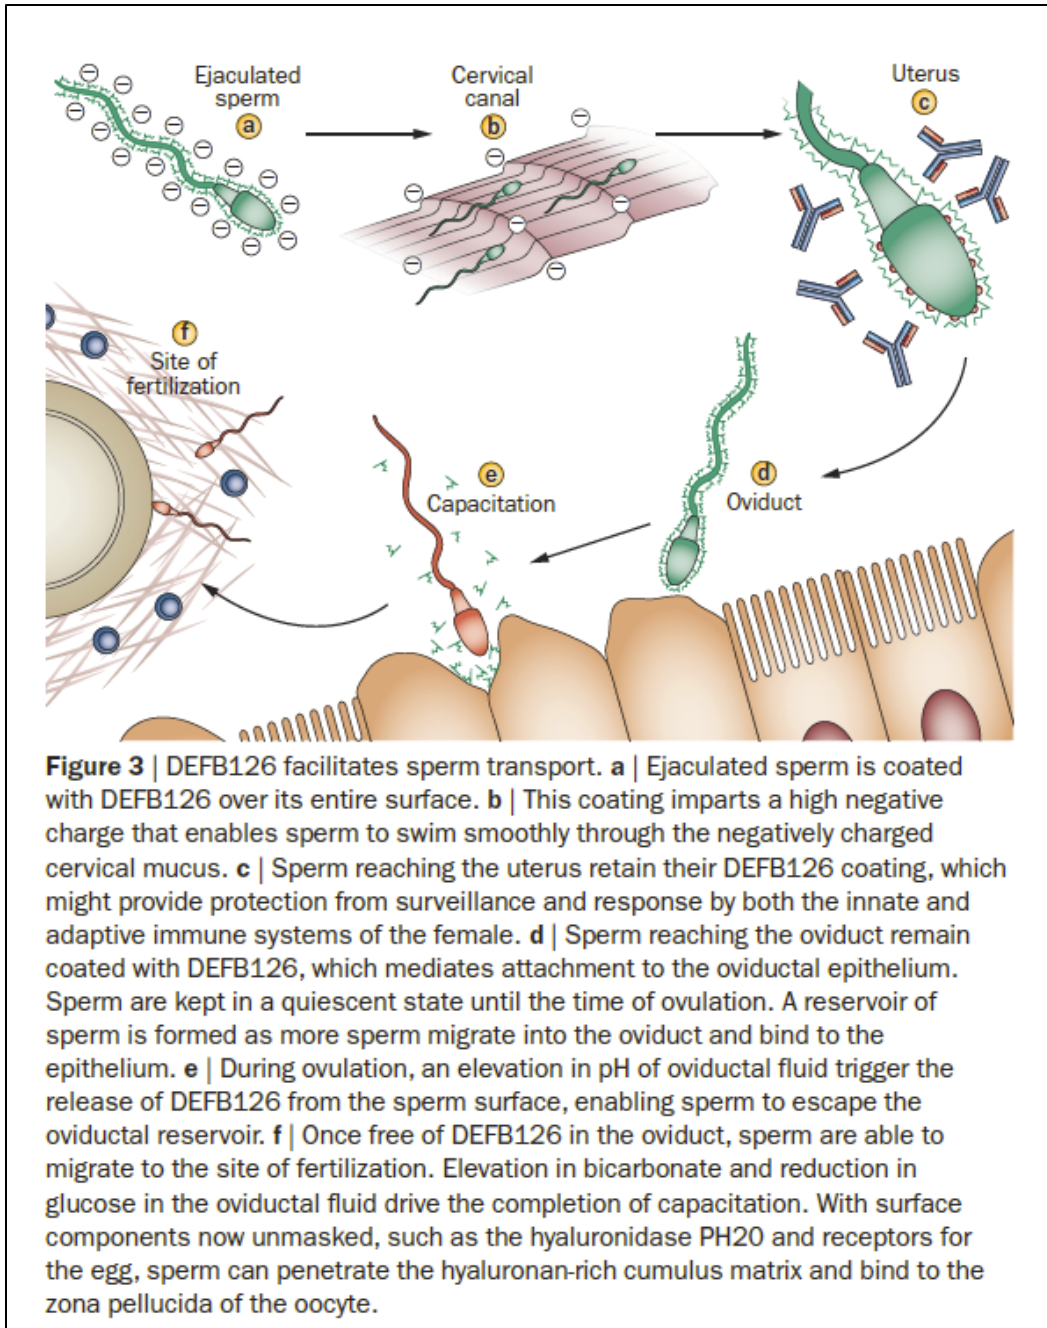 Ejaculated
sperm
a
Cervical
canal
b
Uterus
c
f
Site of
fertilization
e
Capacitation
d
Oviduct
Figure 3 | DEFB126 facilitates sperm transport. a | Ejaculated sperm is coated
with DEFB126 over its entire surface. b | This coating imparts a high negative
charge that enables sperm to swim smoothly through the negatively charged
cervical mucus. c | Sperm reaching the uterus retain their DEFB126 coating, which
might provide protection from surveillance and response by both the innate and
adaptive immune systems of the female. d | Sperm reaching the oviduct remain
coated with DEFB126, which mediates attachment to the oviductal epithelium.
Sperm are kept in a quiescent state until the time of ovulation. A reservoir of
sperm is formed as more sperm migrate into the oviduct and bind to the
epithelium. e | During ovulation, an elevation in pH of oviductal fluid trigger the
release of DEFB126 from the sperm surface, enabling sperm to escape the
oviductal reservoir. f | Once free of DEFB126 in the oviduct, sperm are able to
migrate to the site of fertilization. Elevation in bicarbonate and reduction in
glucose in the oviductal fluid drive the completion of capacitation. With surface
components now unmasked, such as the hyaluronidase PH20 and receptors for
the egg, sperm can penetrate the hyaluronan-rich cumulus matrix and bind to the
zona pellucida of the oocyte.